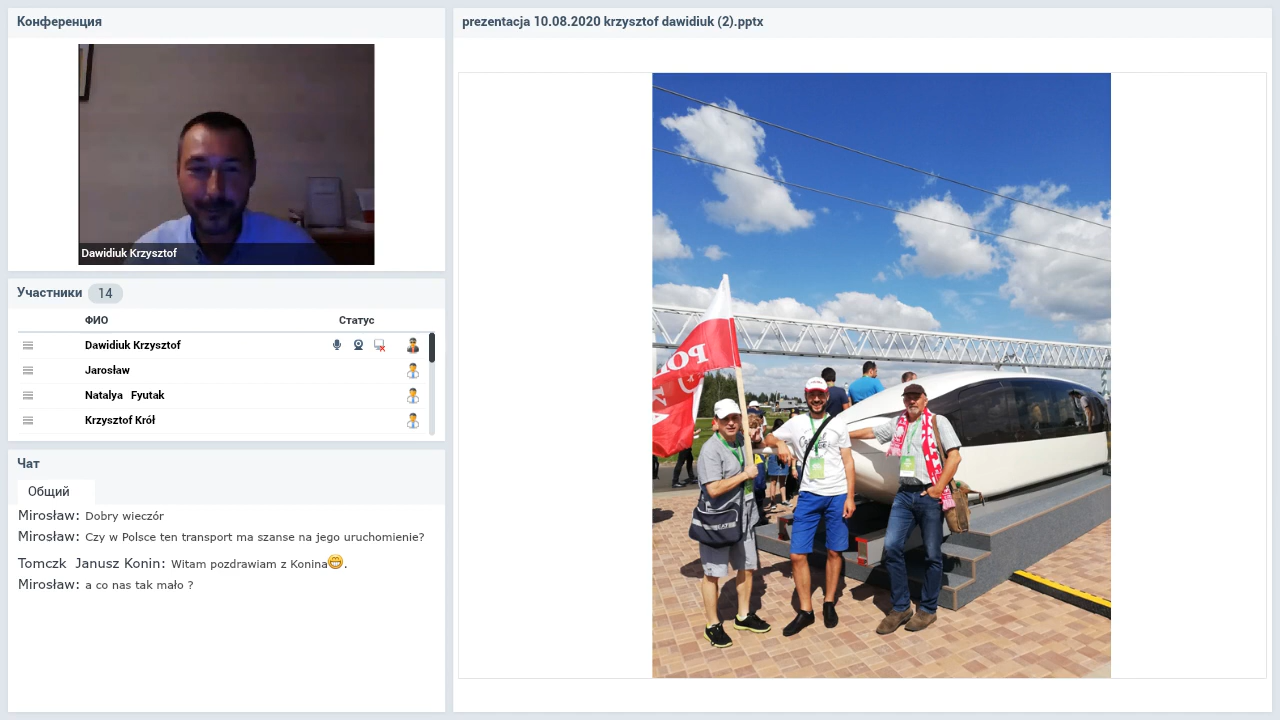 Конференция
Dawidiuk Krzysztof
Участники 14
ФИО Статус
Dawidiuk Krzysztof
Jarosław
Natalya Fyutak
Krzysztof Król
Чат
Общий
Mirosław: Dobry wieczór
Mirosław: Czy w Polsce ten transport ma szanse na jego uruchomienie?
Tomczk Janusz Konin: Witam pozdrawiam z Konina😁.
Mirosław: a co nas tak mało ?
prezentacja 10.08.2020 krzysztof dawidiuk (2).pptx